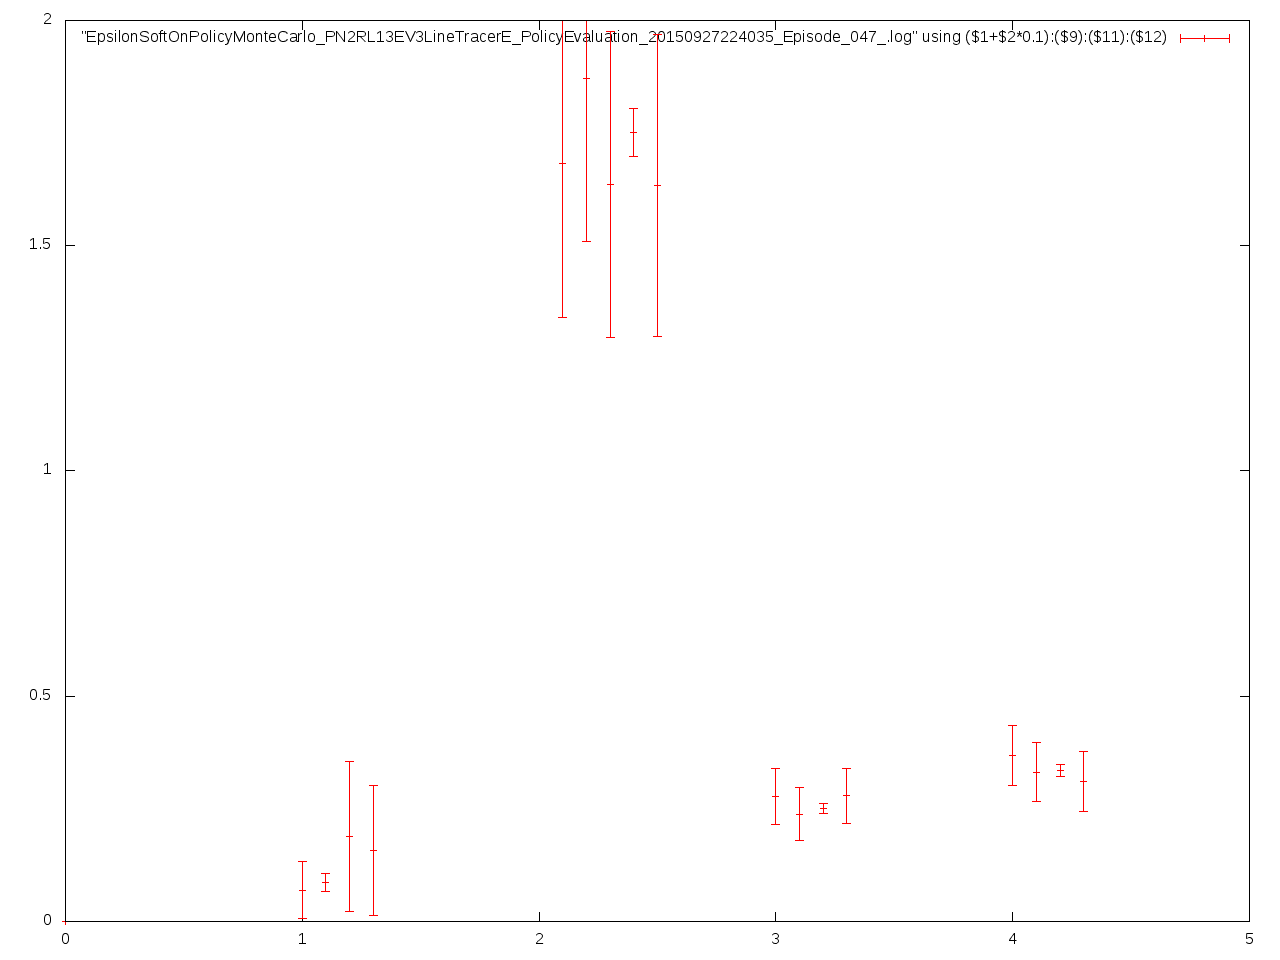 2
"EpsilonSoftOnPolicyMonteCarlo_PN2RL13EV3LineTracerE_PolicyEvaluation_20150927224035_Episode_047_.log" using ($1+$2*0.1):($9):($11):($12)
1.5
1
0.5
0
0 1 2 3 4 5